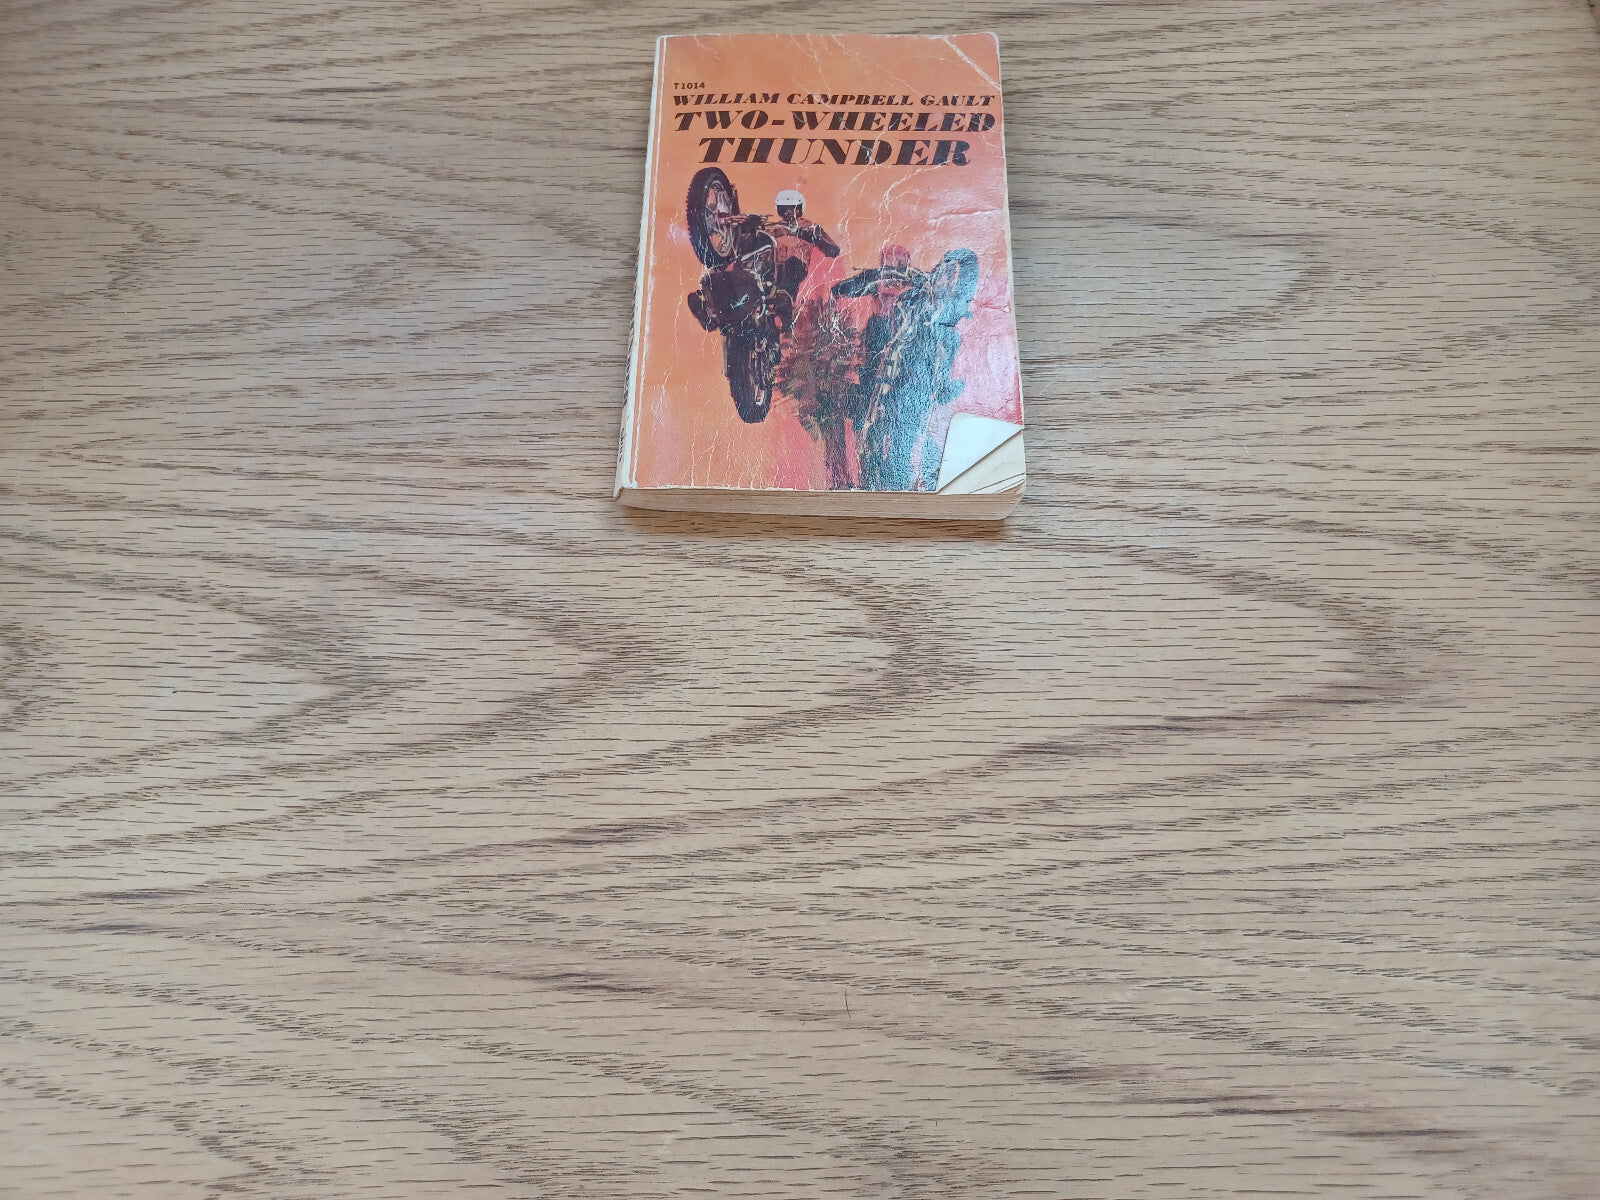 T1014
WILLIAM CAMPBELL GAULT
TWO-WHEELED
THUNDER